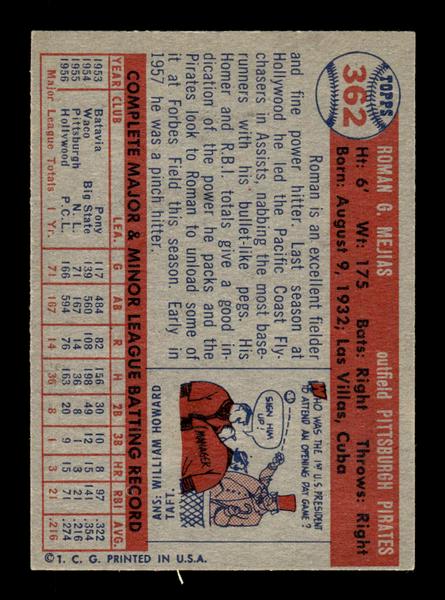 TOPPS
362
ROMAN G. MEJIAS
outfield PITTSBURGH PIRATES
Ht: 6' Wt: 175 Bats: Right Throws: Right
Born: August 9, 1932; Las Villas, Cuba
Roman is an excellent fielder
and fine power hitter. Last season at
Hollywood he led the Pacific Coast Fly-
chasers in Assists, nabbing the most base-
runners with his bullet-like pegs. His
Homer and R.B.I. totals give a good in-
dication of the power he packs and the
Pirates look to Roman to unload some of
it at Forbes Field this season. Early in
1957 he was a pinch hitter.
WHO WAS THE 1ST U.S. PRESIDENT
TO ATTEND AN OPENING DAY GAME?
SIGN HIM
UP!
MANAGER
ANS: WILLIAM HOWARD
TAFT.
COMPLETE MAJOR & MINOR LEAGUE BATTING RECORD
YEAR CLUB LEA. G AB R H 2B 3B HR RBI AVG.
1953 Batavia Pony 117 484 82 156 30 10 8 97 .322
1954 Waco Big State 139 560 108 198 15 .354
1955 Pittsburgh N. L. 71 167 14 36 8 1 3 21 .216
1956 Hollywood P.C.L. 166 594 76 163 20 15 54 .274
Major League Totals 1 Yr. 71 167 14 36 8 1 3 21 .216
© T. C. G. PRINTED IN U.S.A.